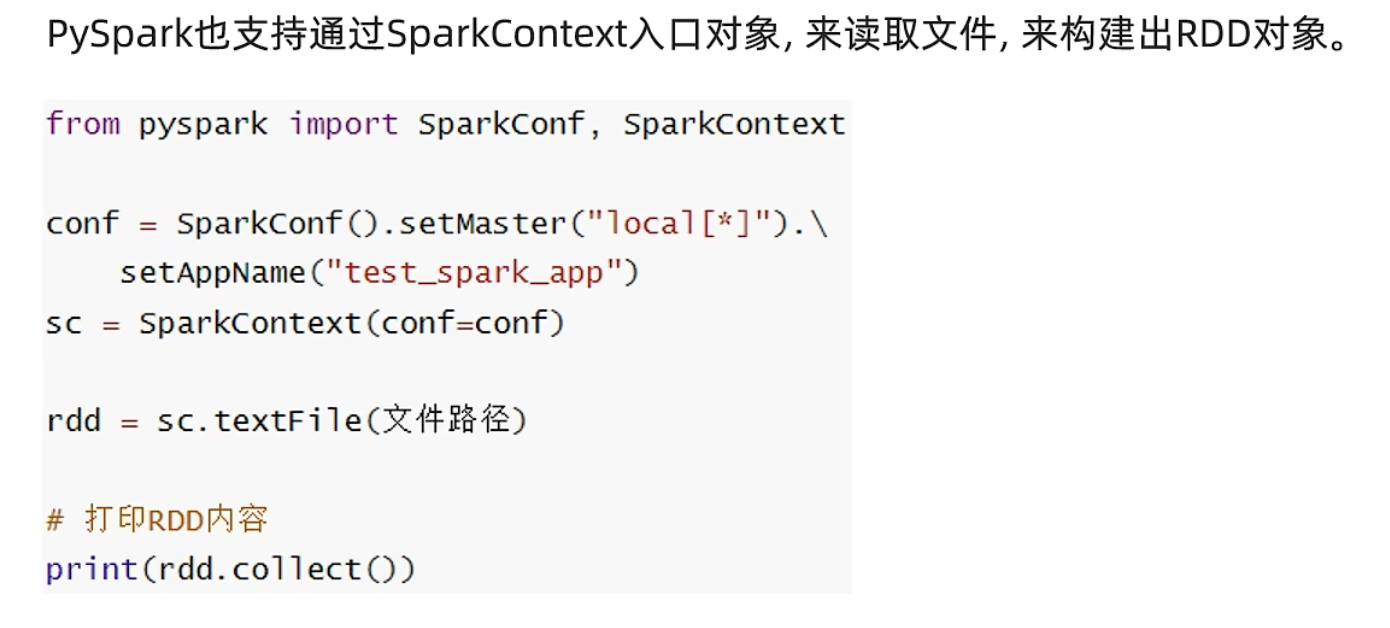 PySpark也支持通过SparkContext入口对象, 来读取文件, 来构建出RDD对象。
from pyspark import SparkConf, SparkContext
conf = SparkConf().setMaster("local[*]").\
    setAppName("test_spark_app")
sc = SparkContext(conf=conf)
rdd = sc.textFile(文件路径)
# 打印RDD内容
print(rdd.collect())